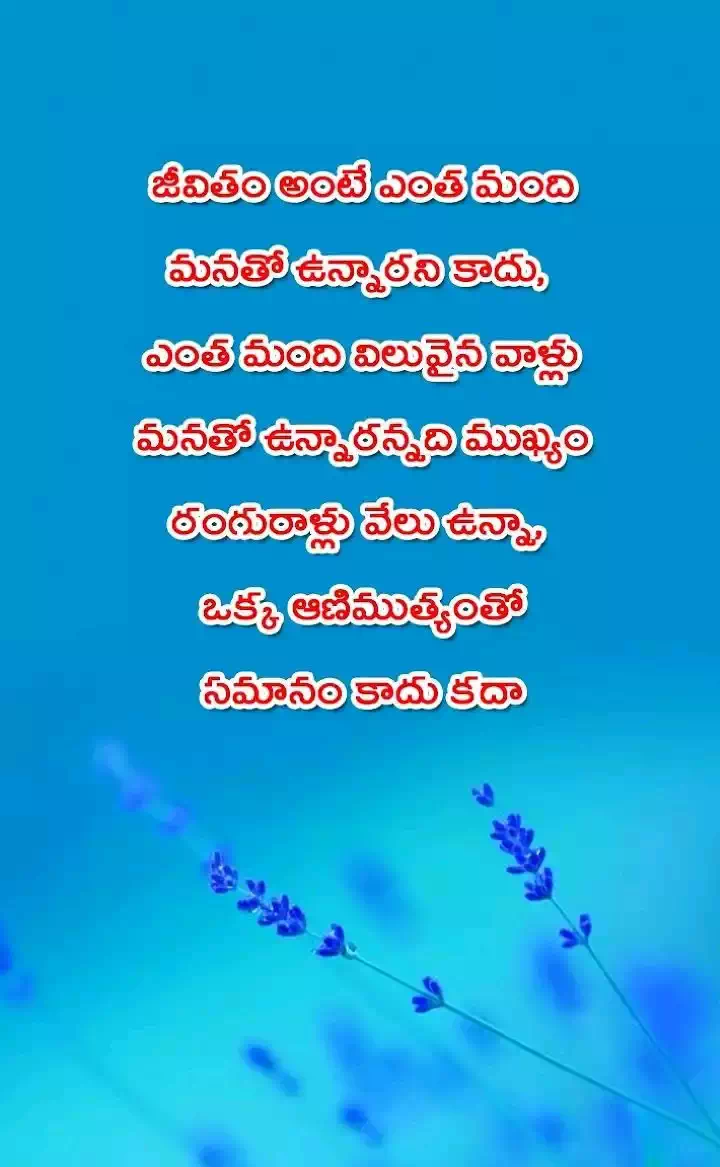 జీవితం అంటే ఎంత మంది
మనతో ఉన్నారని కాదు,
ఎంత మంది విలువైన వాళ్లు
మనతో ఉన్నారన్నది ముఖ్యం
రంగురాళ్లు వేలు ఉన్నా,
ఒక్క ఆణిముత్యంతో
సమానం కాదు కదా